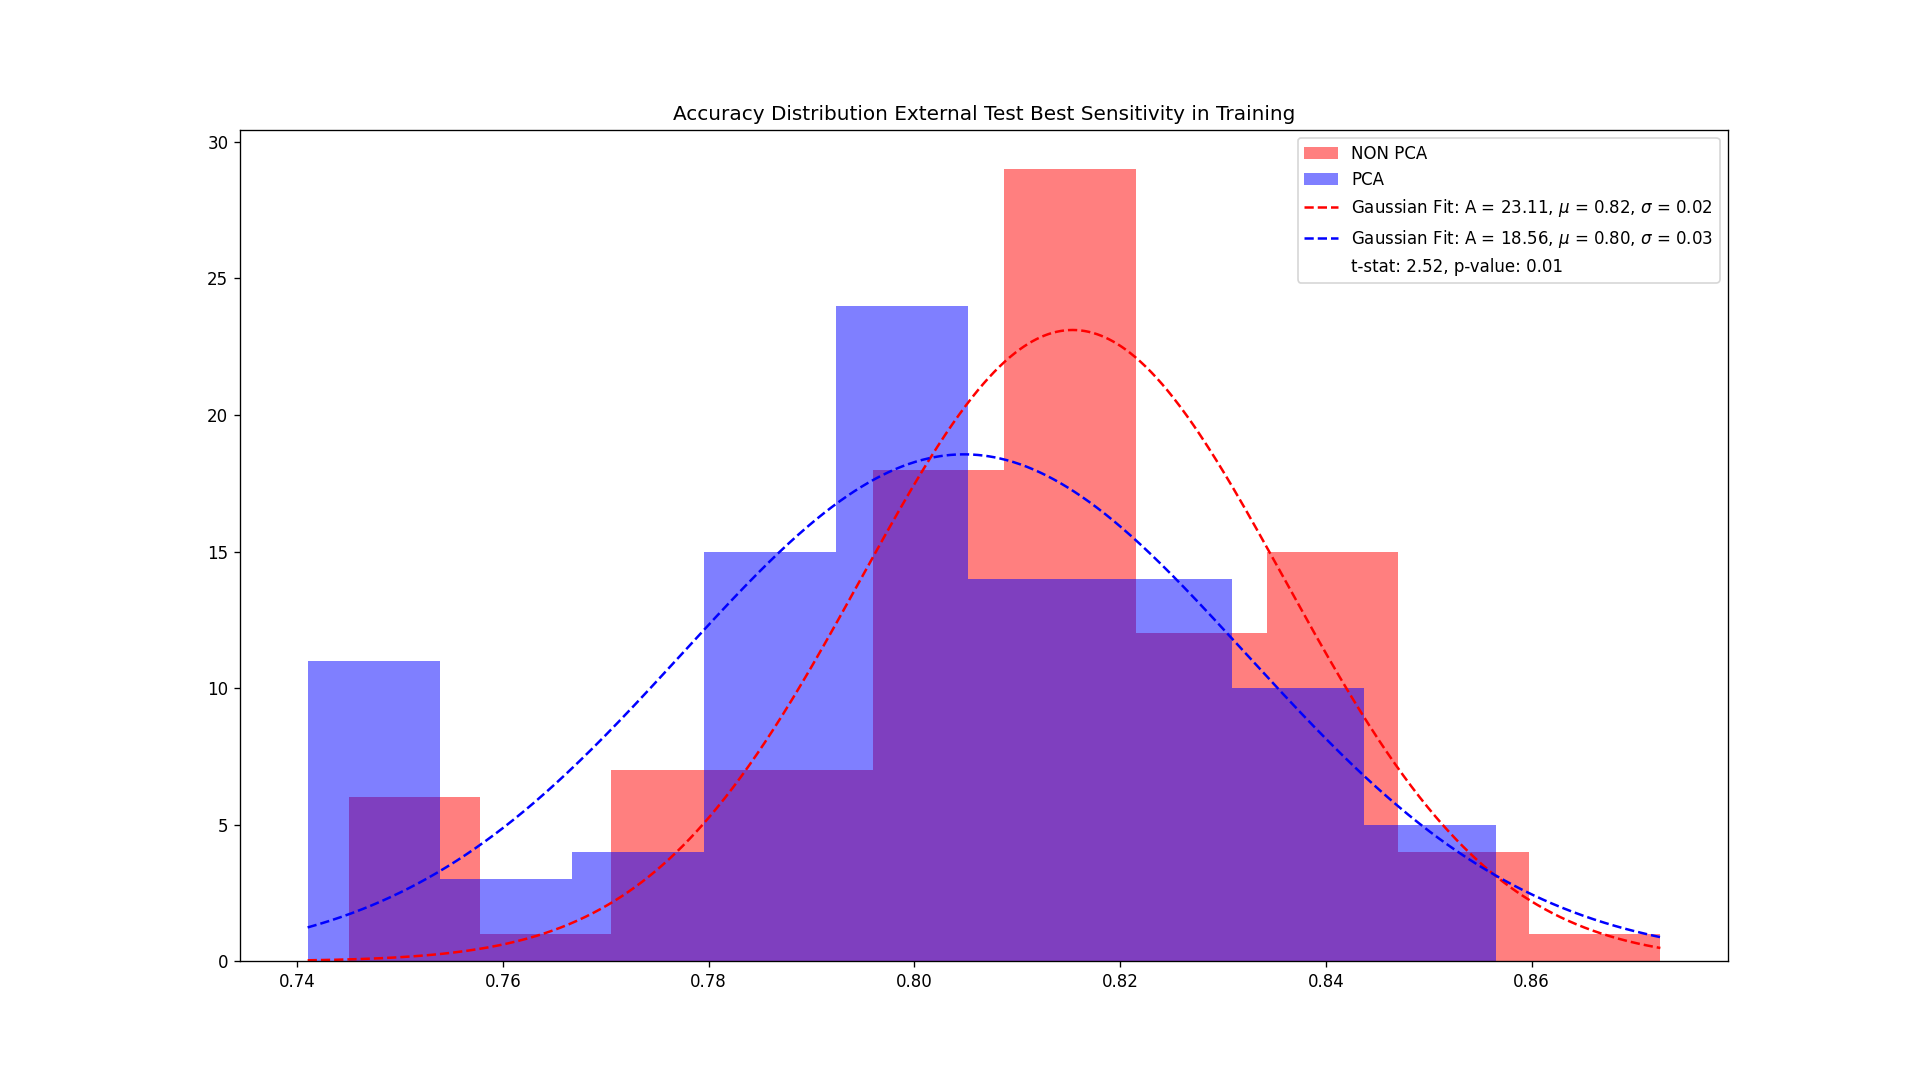 Accuracy Distribution External Test Best Sensitivity in Training
30
25
20
15
10
5
0
0.74 0.76 0.78 0.80 0.82 0.84 0.86
NON PCA
PCA
Gaussian Fit: A = 23.11, μ = 0.82, σ = 0.02
Gaussian Fit: A = 18.56, μ = 0.80, σ = 0.03
t-stat: 2.52, p-value: 0.01